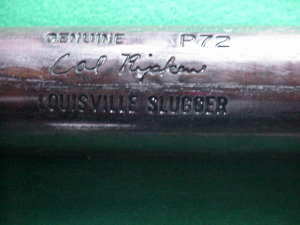 GENUINE P72
Cal Ripken
LOUISVILLE SLUGGER